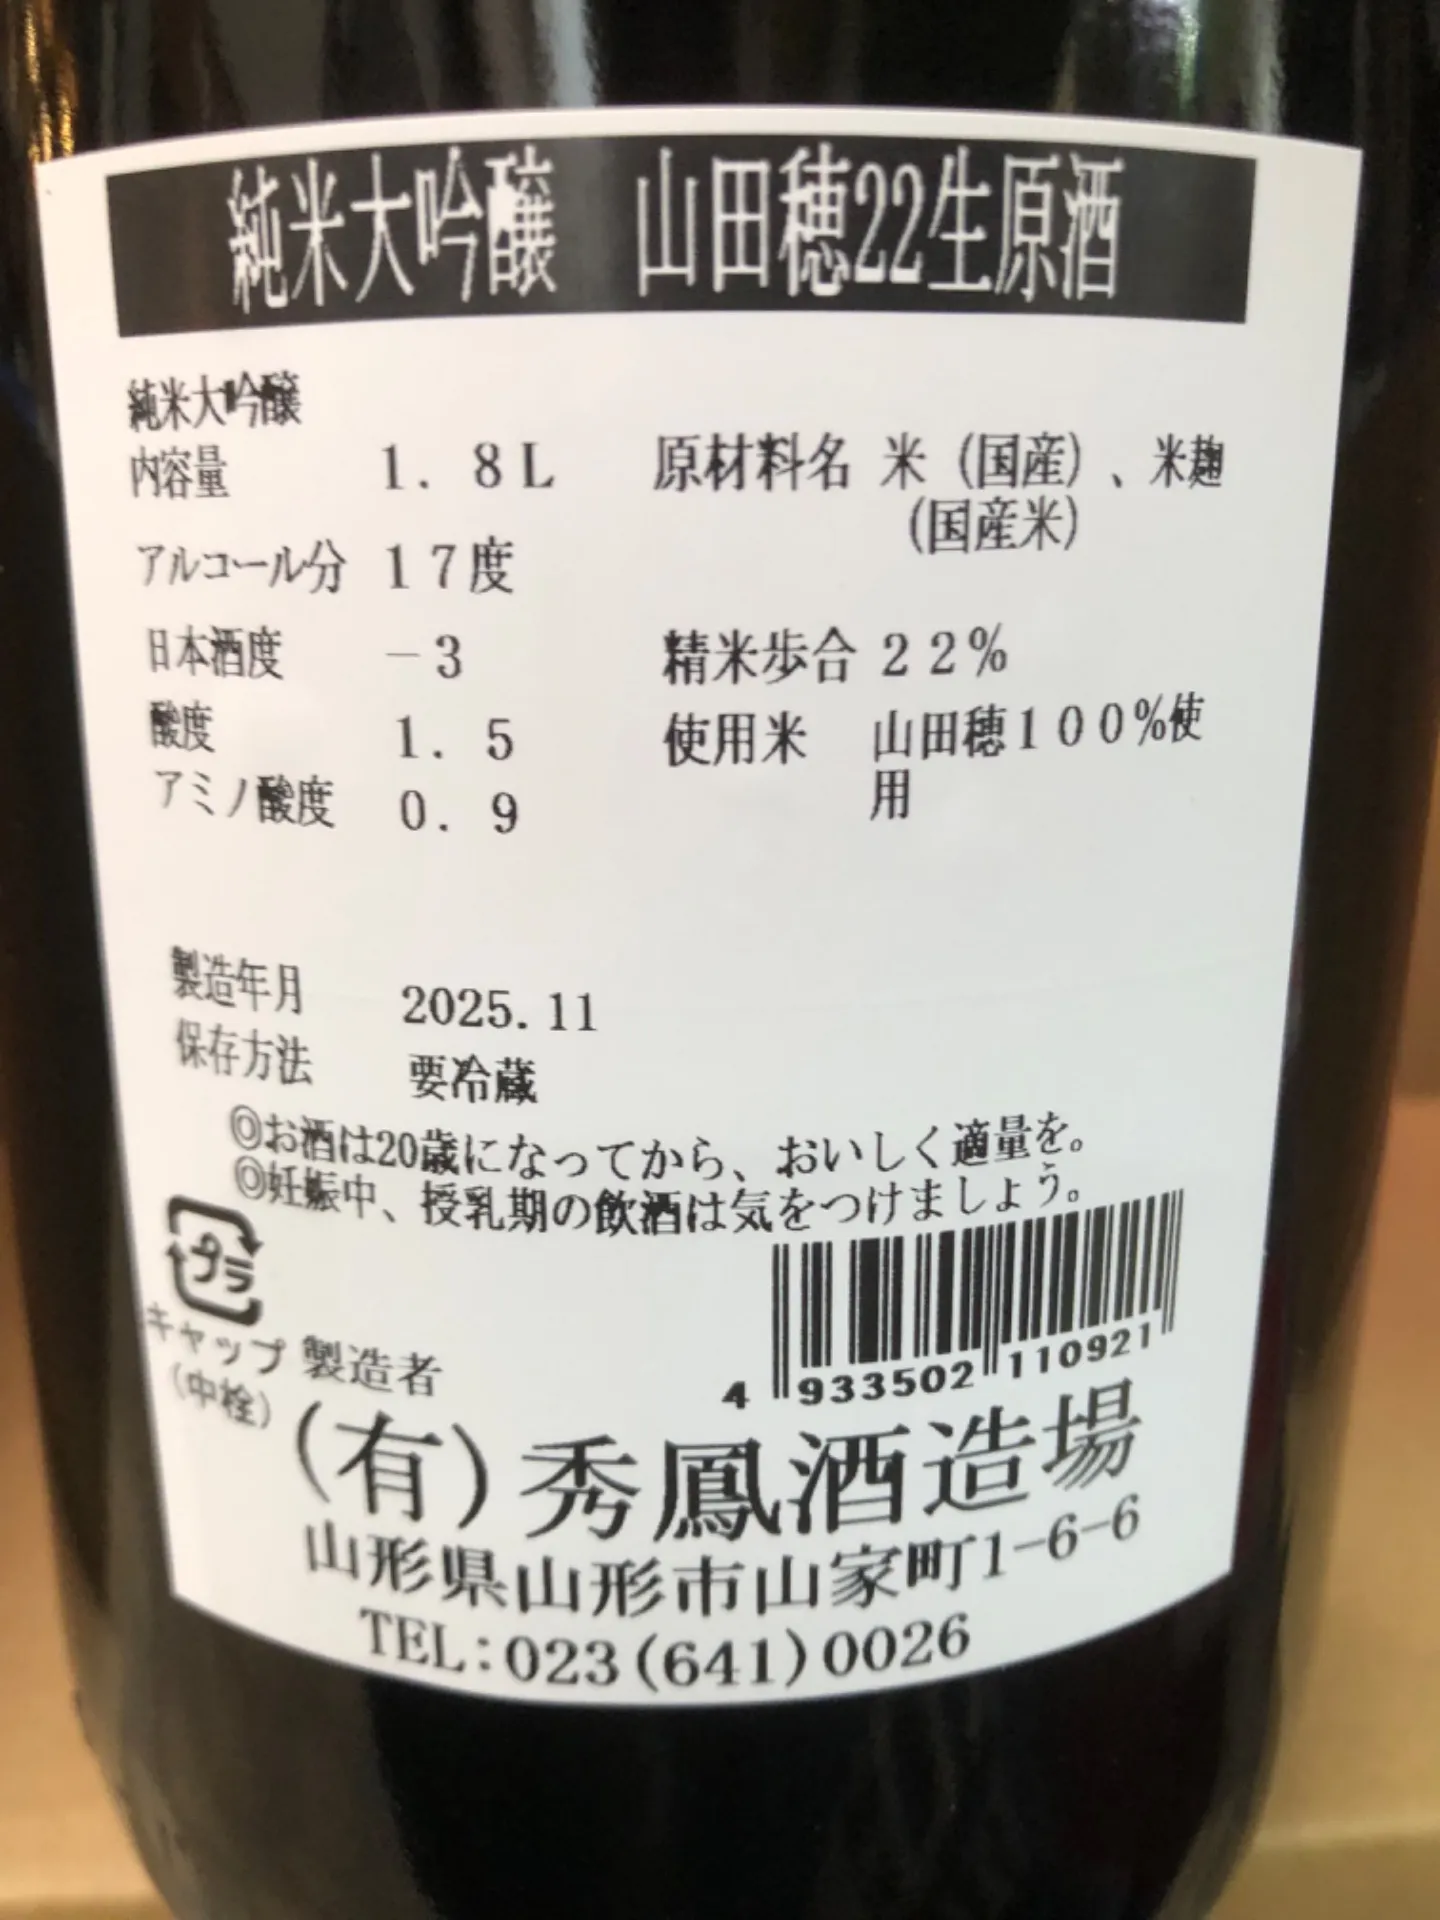 純米大吟醸 山田穂22生原酒
純米大吟醸
内容量 1.8L 原材料名 米(国産)、米麹
(国産米)
アルコール分 17度
日本酒度 -3 精米歩合 22%
酸度 1.5 使用米 山田穂100%使
用
アミノ酸度 0.9
製造年月 2025.11
保存方法 要冷蔵
◎お酒は20歳になってから、おいしく適量を。
◎妊娠中、授乳期の飲酒は気をつけましょう。
プラ
キャップ
(中栓)
4 933502 110921
製造者
(有)秀鳳酒造場
山形県山形市山家町1-6-6
TEL:023(641)0026